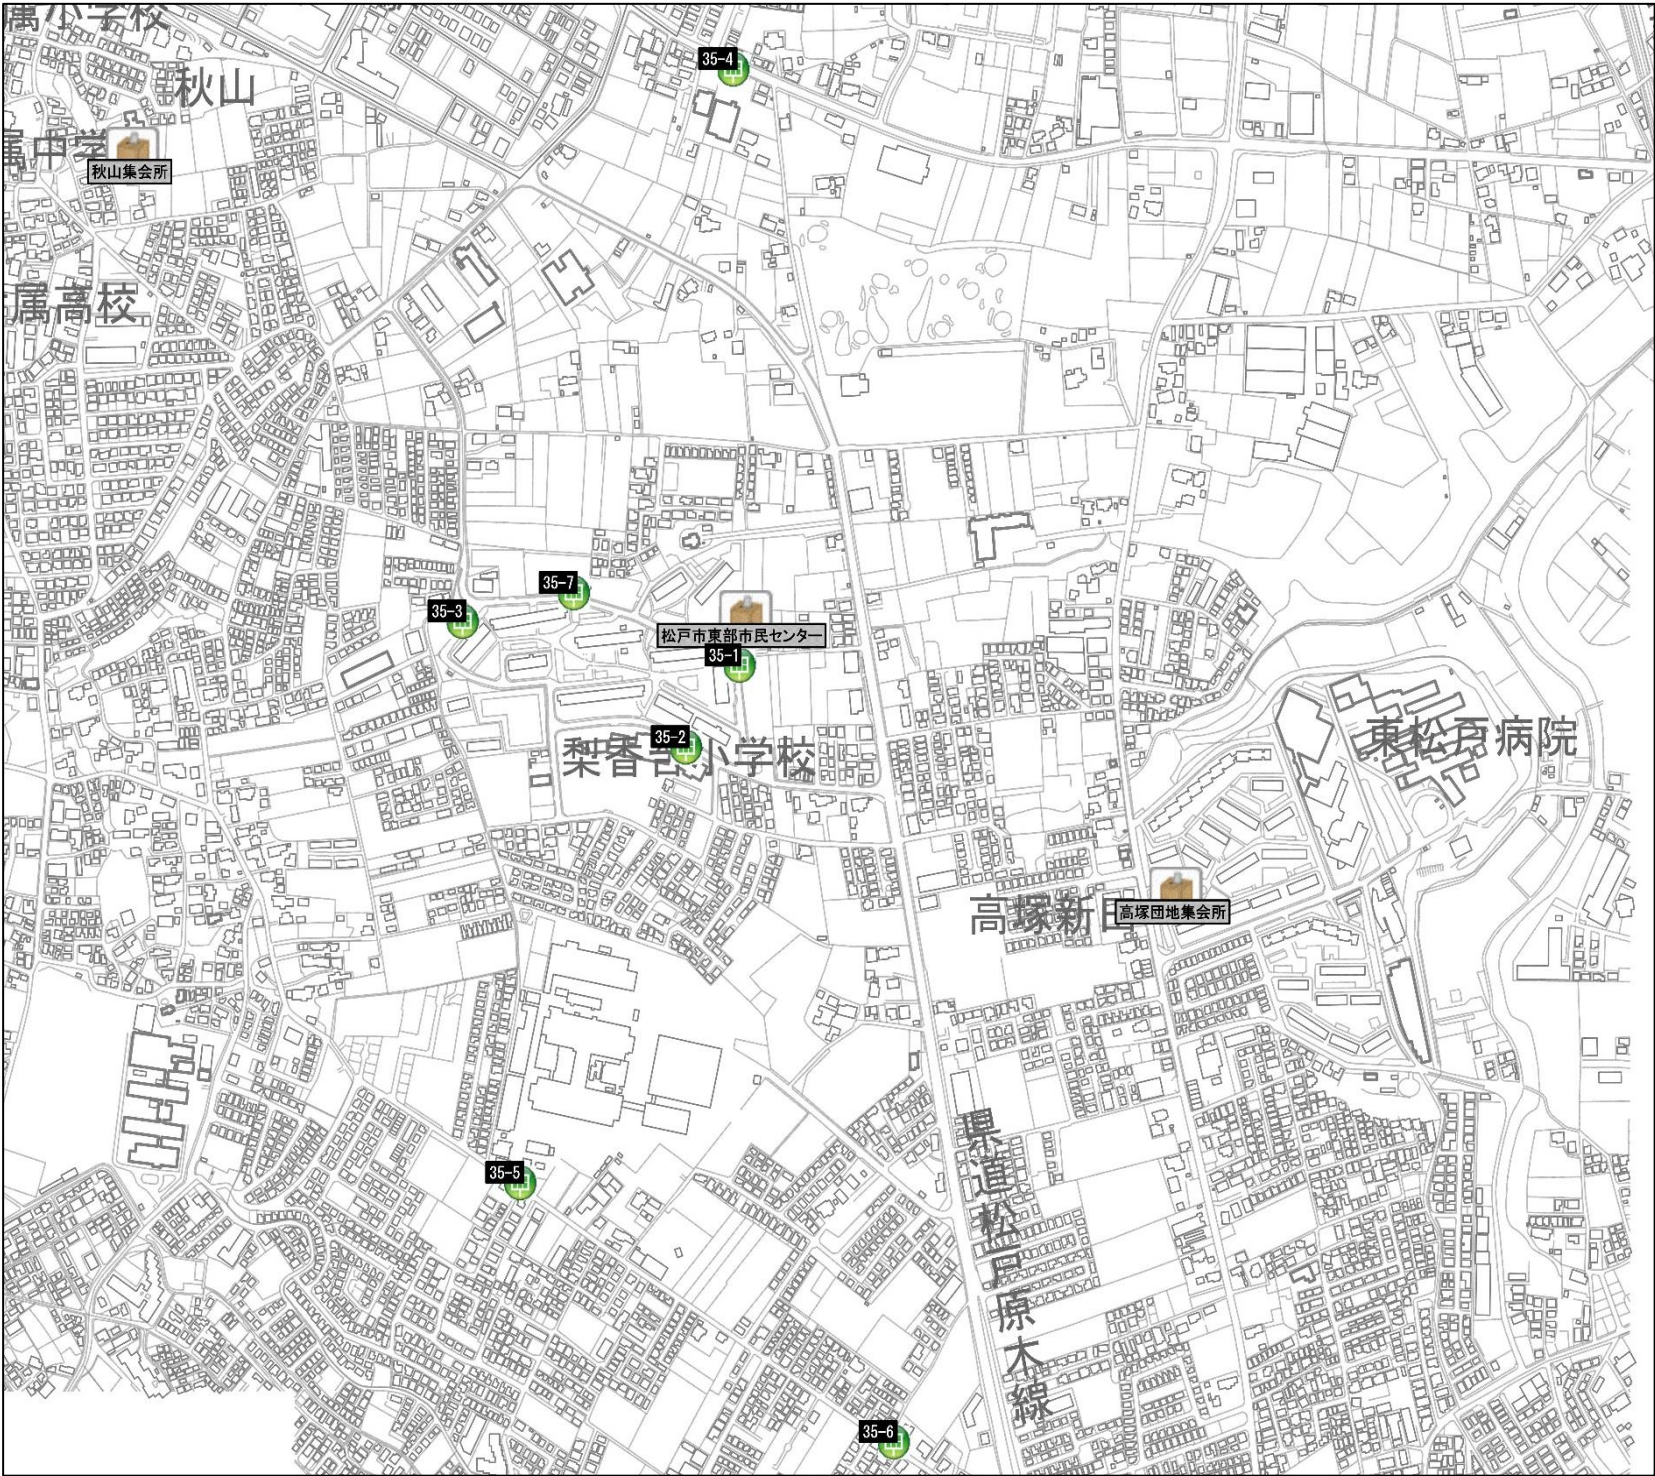 属小学校
35-4
秋山
属中学
秋山集会所
属高校
35-7
35-3
松戸市東部市民センター
35-1
35-2
梨香台小学校
東松戸病院
高塚新田
高塚団地集会所
県道松戸原木線
35-5
35-6